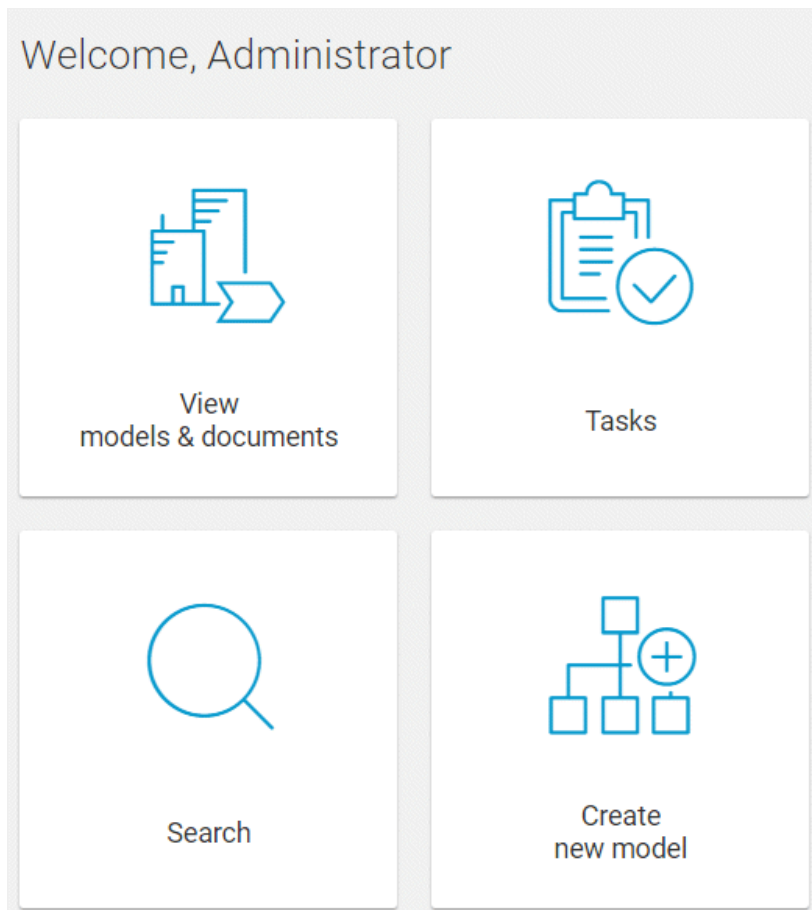 Welcome, Administrator
View
models & documents
Tasks
Search
Create
new model